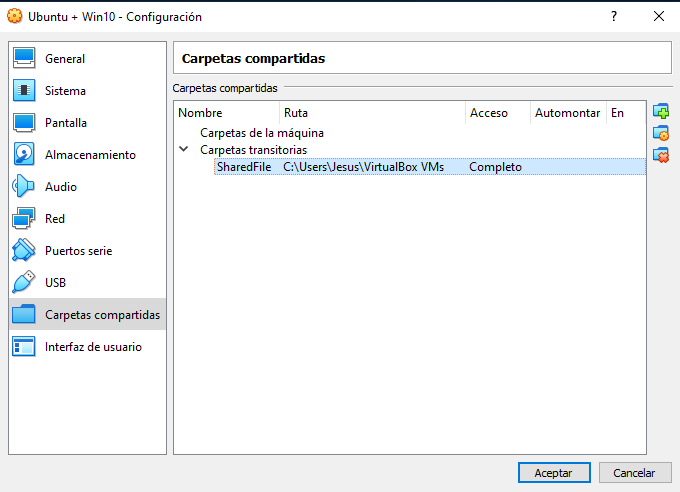 Ubuntu + Win10 - Configuración
General
Sistema
Pantalla
Almacenamiento
Audio
Red
Puertos serie
USB
Carpetas compartidas
Interfaz de usuario
Carpetas compartidas
Carpetas compartidas
Nombre Ruta Acceso Automontar En
Carpetas de la máquina
Carpetas transitorias
SharedFile C:\Users\Jesus\VirtualBox VMs Completo
Aceptar Cancelar